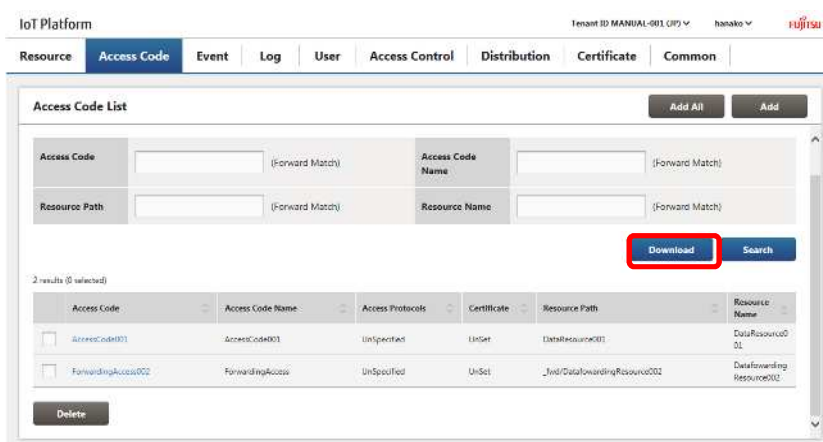 IoT Platform Tenant ID MANUAL-001 (JP) hanako FUJITSU
Resource Access Code Event Log User Access Control Distribution Certificate Common
Access Code List Add All Add
Access Code (Forward Match) Access Code Name (Forward Match)
Resource Path (Forward Match) Resource Name (Forward Match)
Download Search
2 results (0 selected)
Access Code Access Code Name Access Protocols Certificate Resource Path Resource Name
AccessCode001 AccessCode001 UnSpecified UnSet DataResource001 DataResource001
ForwardingAccess002 ForwardingAccess UnSpecified UnSet _fwd/DatafowardingResource002 DatafowardingResource002
Delete